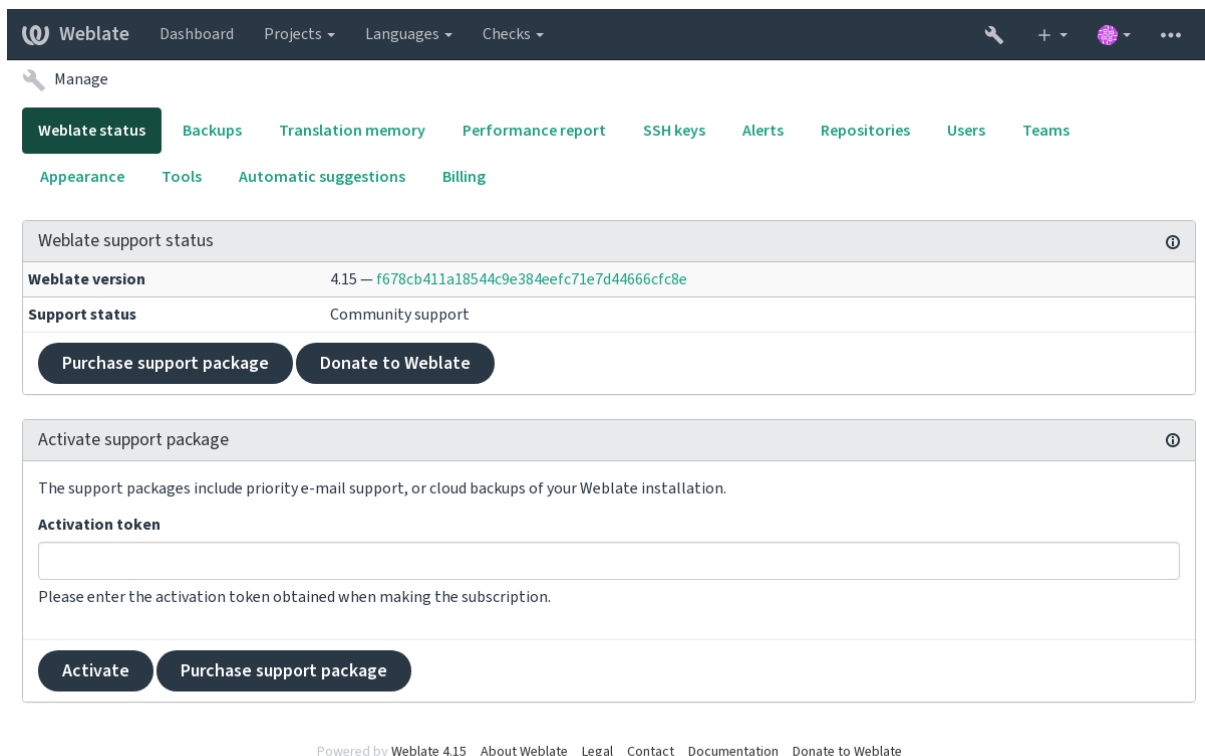 Weblate Dashboard Projects Languages Checks
Manage
Weblate status Backups Translation memory Performance report SSH keys Alerts Repositories Users Teams
Appearance Tools Automatic suggestions Billing
Weblate support status
Weblate version 4.15 — f678cb411a18544c9e384eefc71e7d44666cfc8e
Support status Community support
Purchase support package Donate to Weblate
Activate support package
The support packages include priority e-mail support, or cloud backups of your Weblate installation.
Activation token
Please enter the activation token obtained when making the subscription.
Activate Purchase support package
Powered by Weblate 4.15 About Weblate Legal Contact Documentation Donate to Weblate